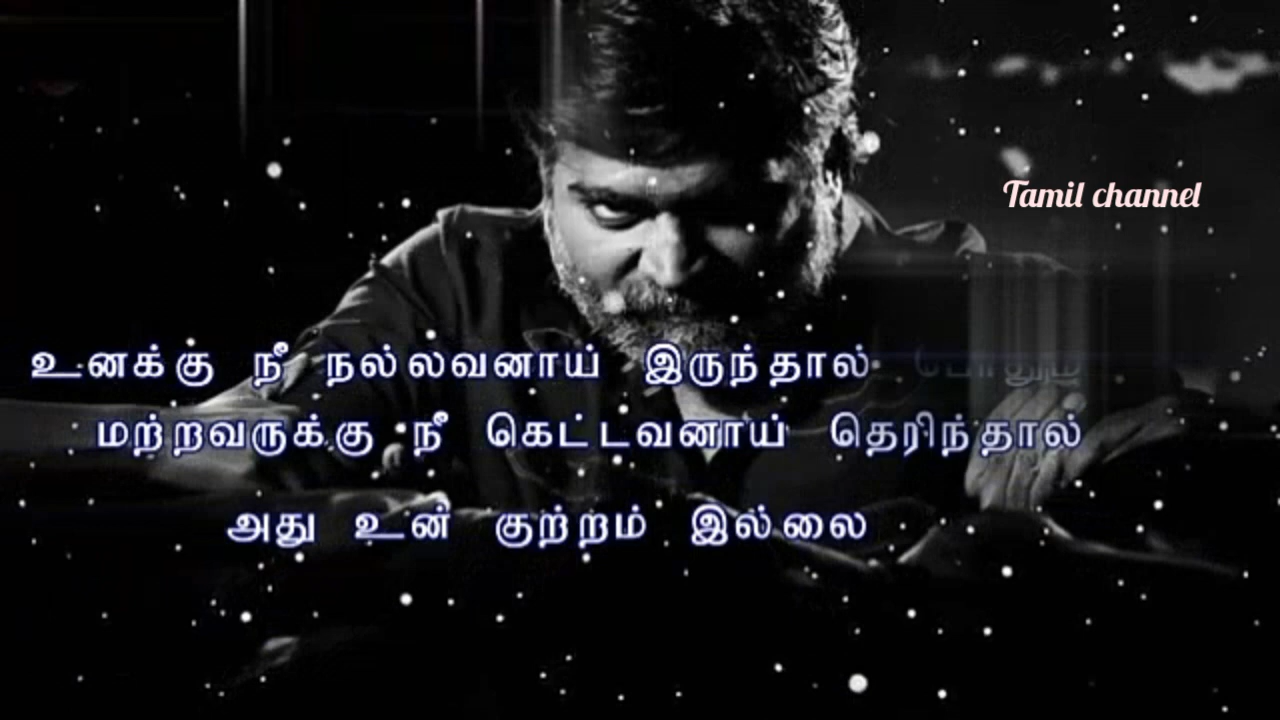 Tamil channel
உனக்கு நீ நல்லவனாய் இருந்தால் போதும்
மற்றவருக்கு நீ கெட்டவனாய் தெரிந்தால்
அது உன் குற்றம் இல்லை